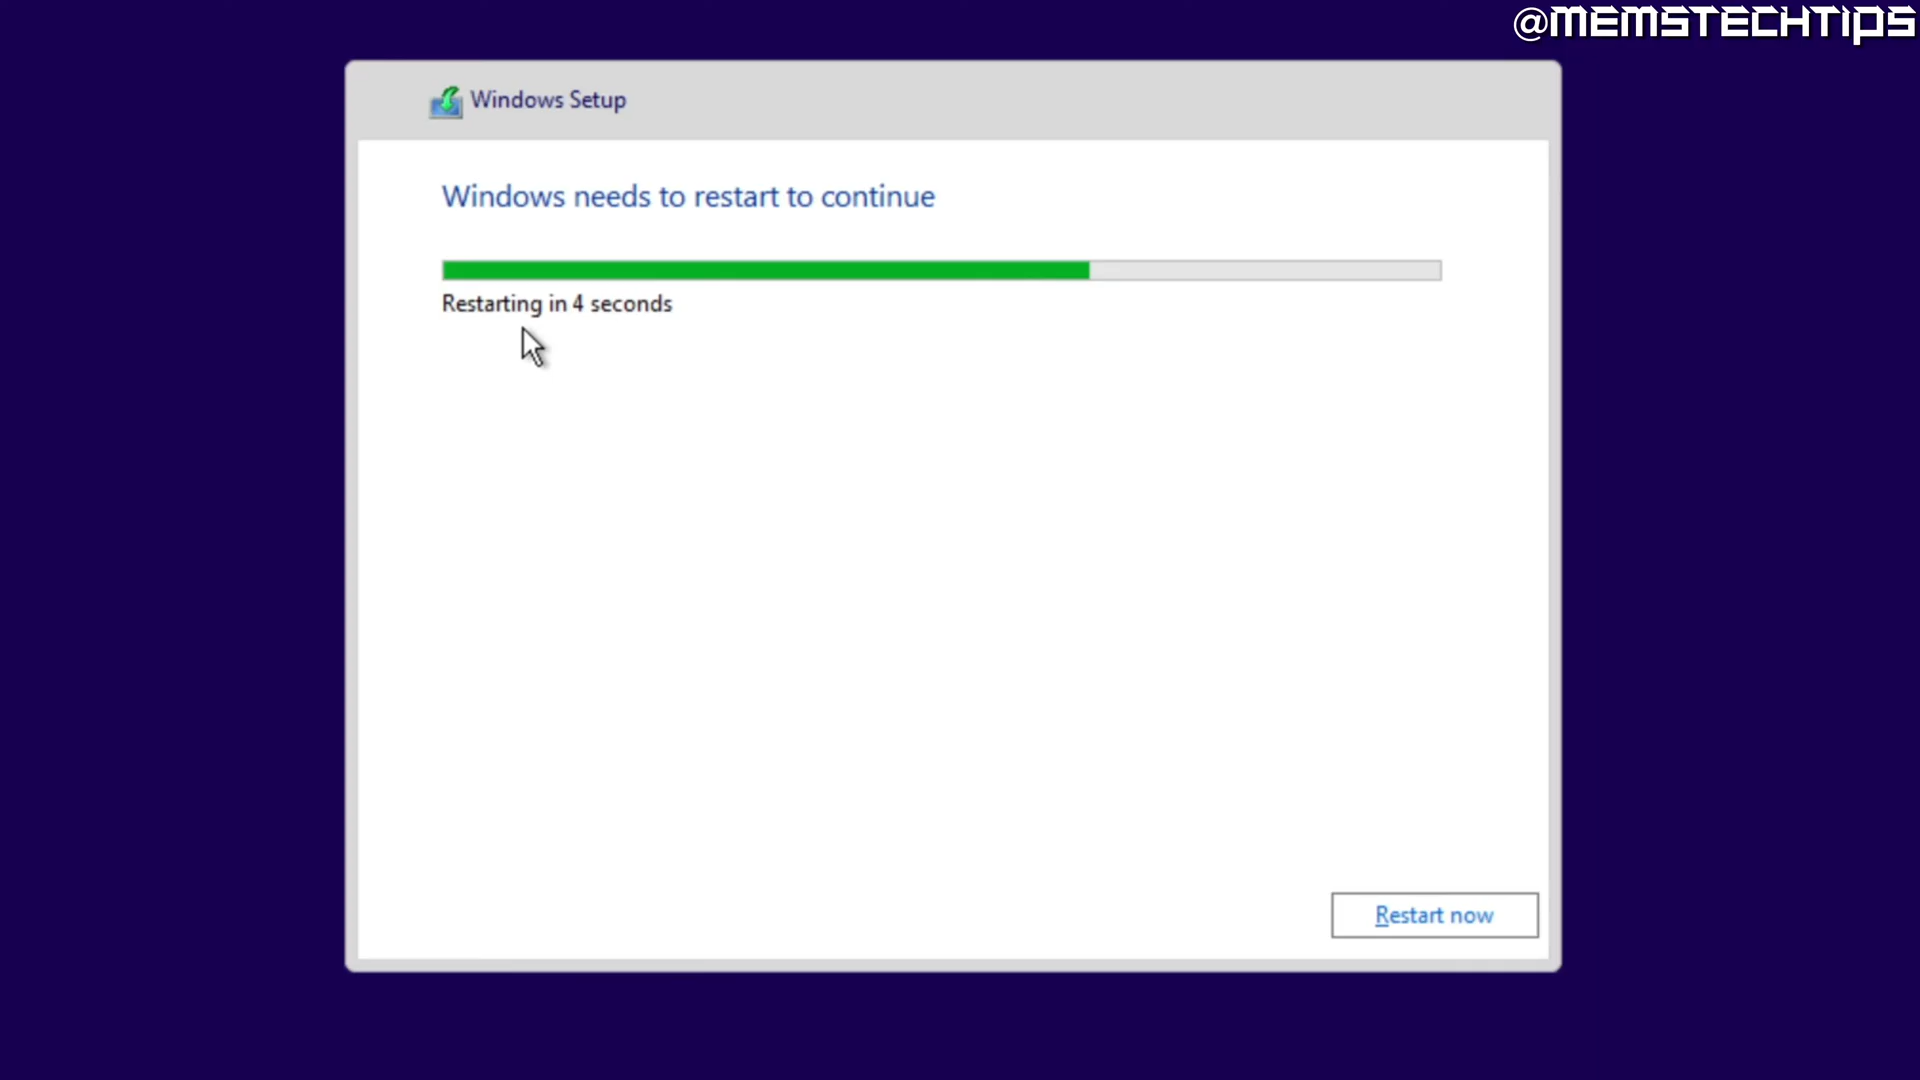 @MEMSTECHTIPS
Windows Setup
Windows needs to restart to continue
Restarting in 4 seconds
Restart now